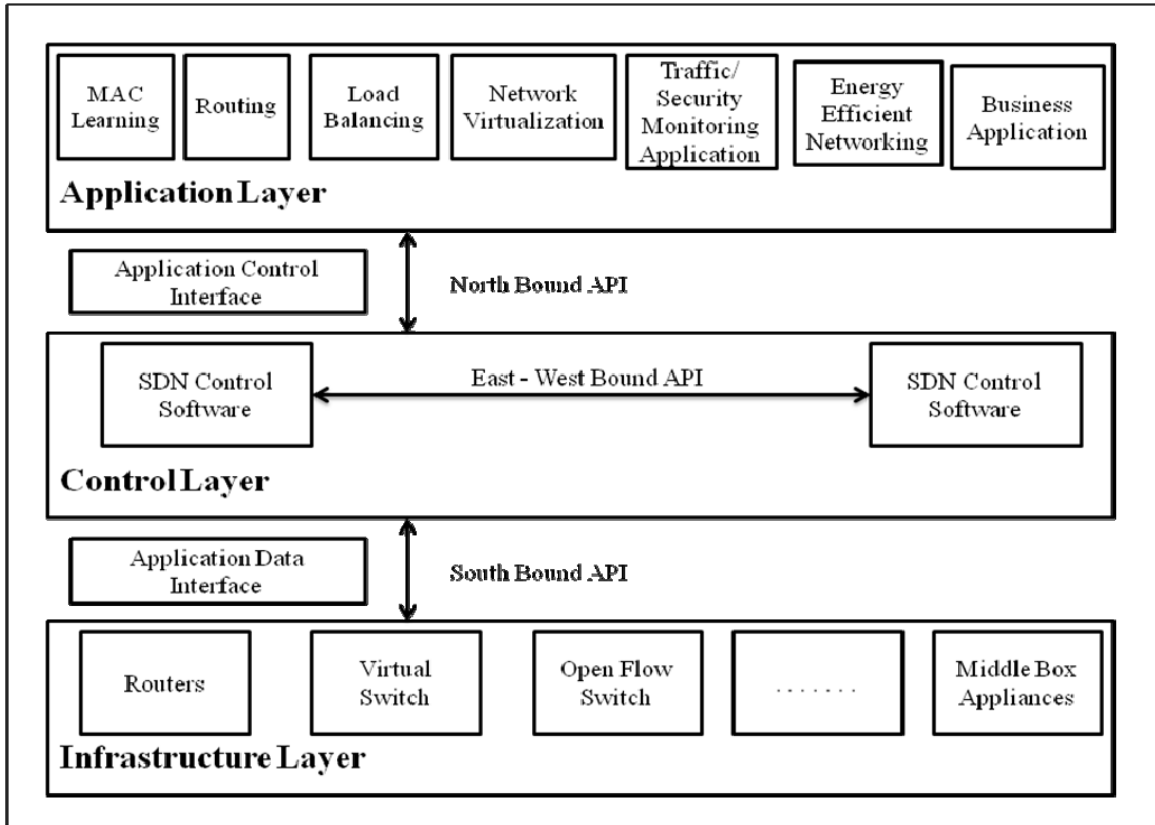 MAC
Learning
Routing
Load
Balancing
Network
Virtualization
Traffic/
Security
Monitoring
Application
Energy
Efficient
Networking
Business
Application
Application Layer
Application Control
Interface
North Bound API
SDN Control
Software
East - West Bound API
SDN Control
Software
Control Layer
Application Data
Interface
South Bound API
Routers
Virtual
Switch
Open Flow
Switch
. . . . . . .
Middle Box
Appliances
Infrastructure Layer